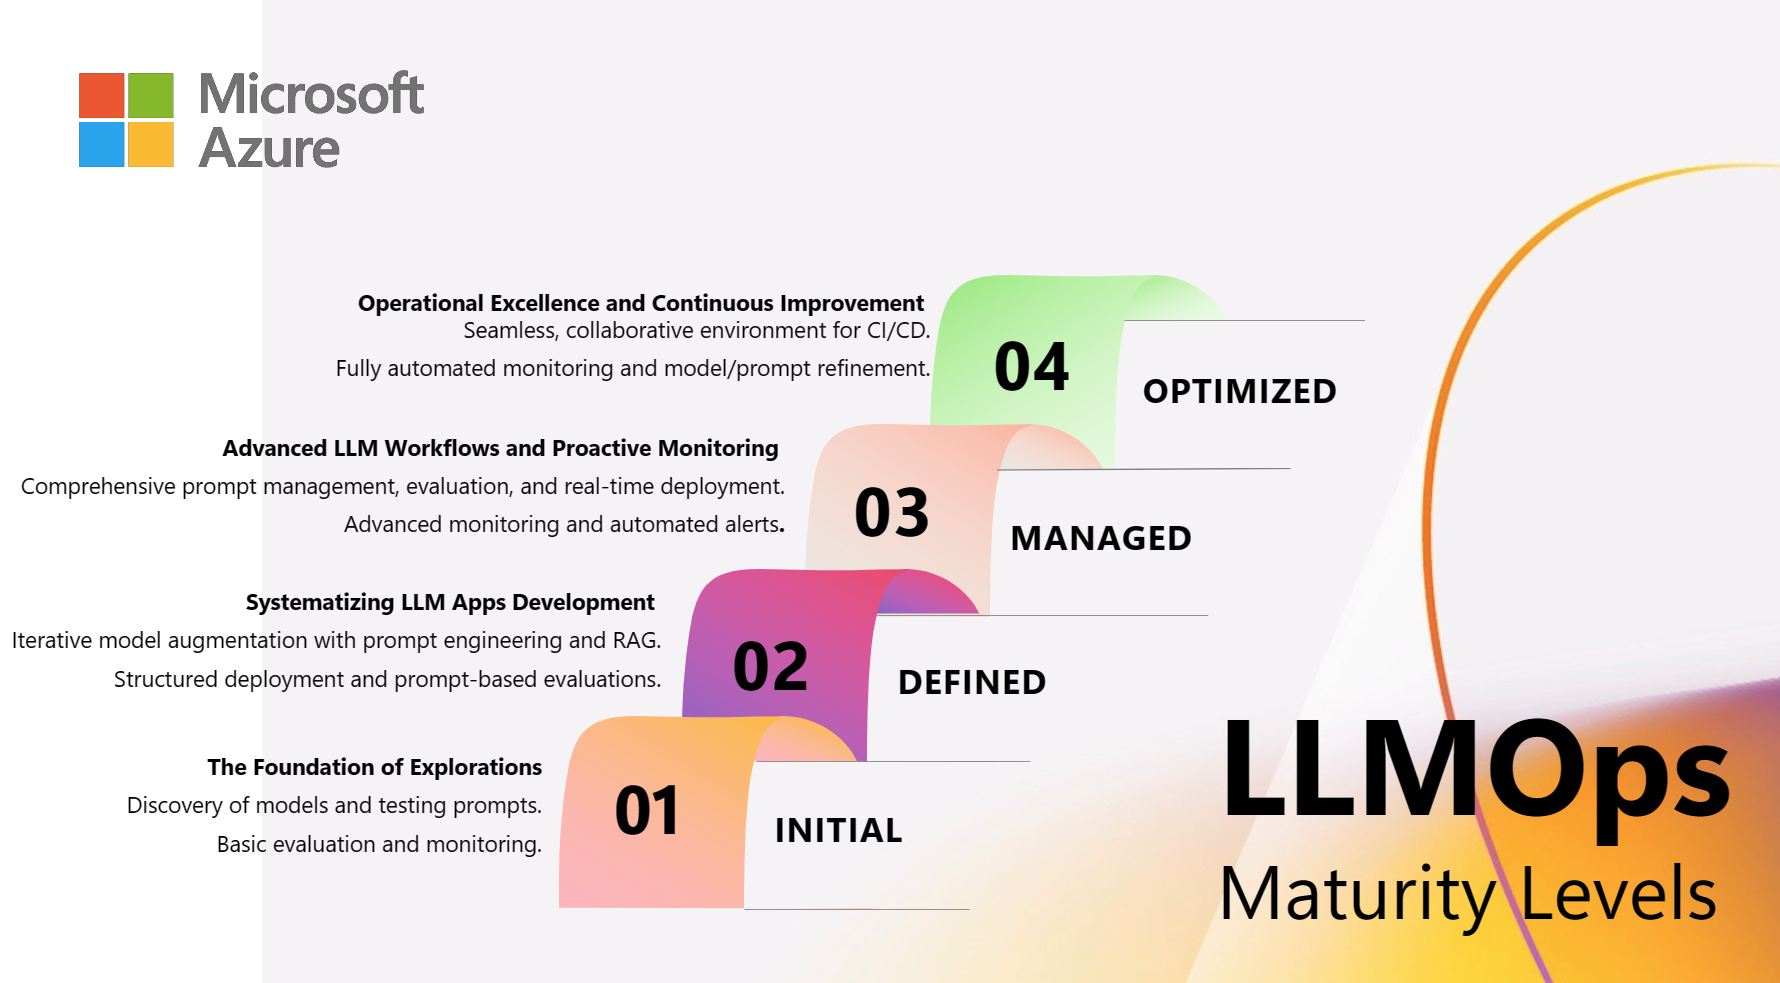 Microsoft
Azure
Operational Excellence and Continuous Improvement
Seamless, collaborative environment for CI/CD.
Fully automated monitoring and model/prompt refinement.
04
OPTIMIZED
Advanced LLM Workflows and Proactive Monitoring
Comprehensive prompt management, evaluation, and real-time deployment.
Advanced monitoring and automated alerts.
03
MANAGED
Systematizing LLM Apps Development
Iterative model augmentation with prompt engineering and RAG.
Structured deployment and prompt-based evaluations.
02
DEFINED
The Foundation of Explorations
Discovery of models and testing prompts.
Basic evaluation and monitoring.
01
INITIAL
LLMOps
Maturity Levels